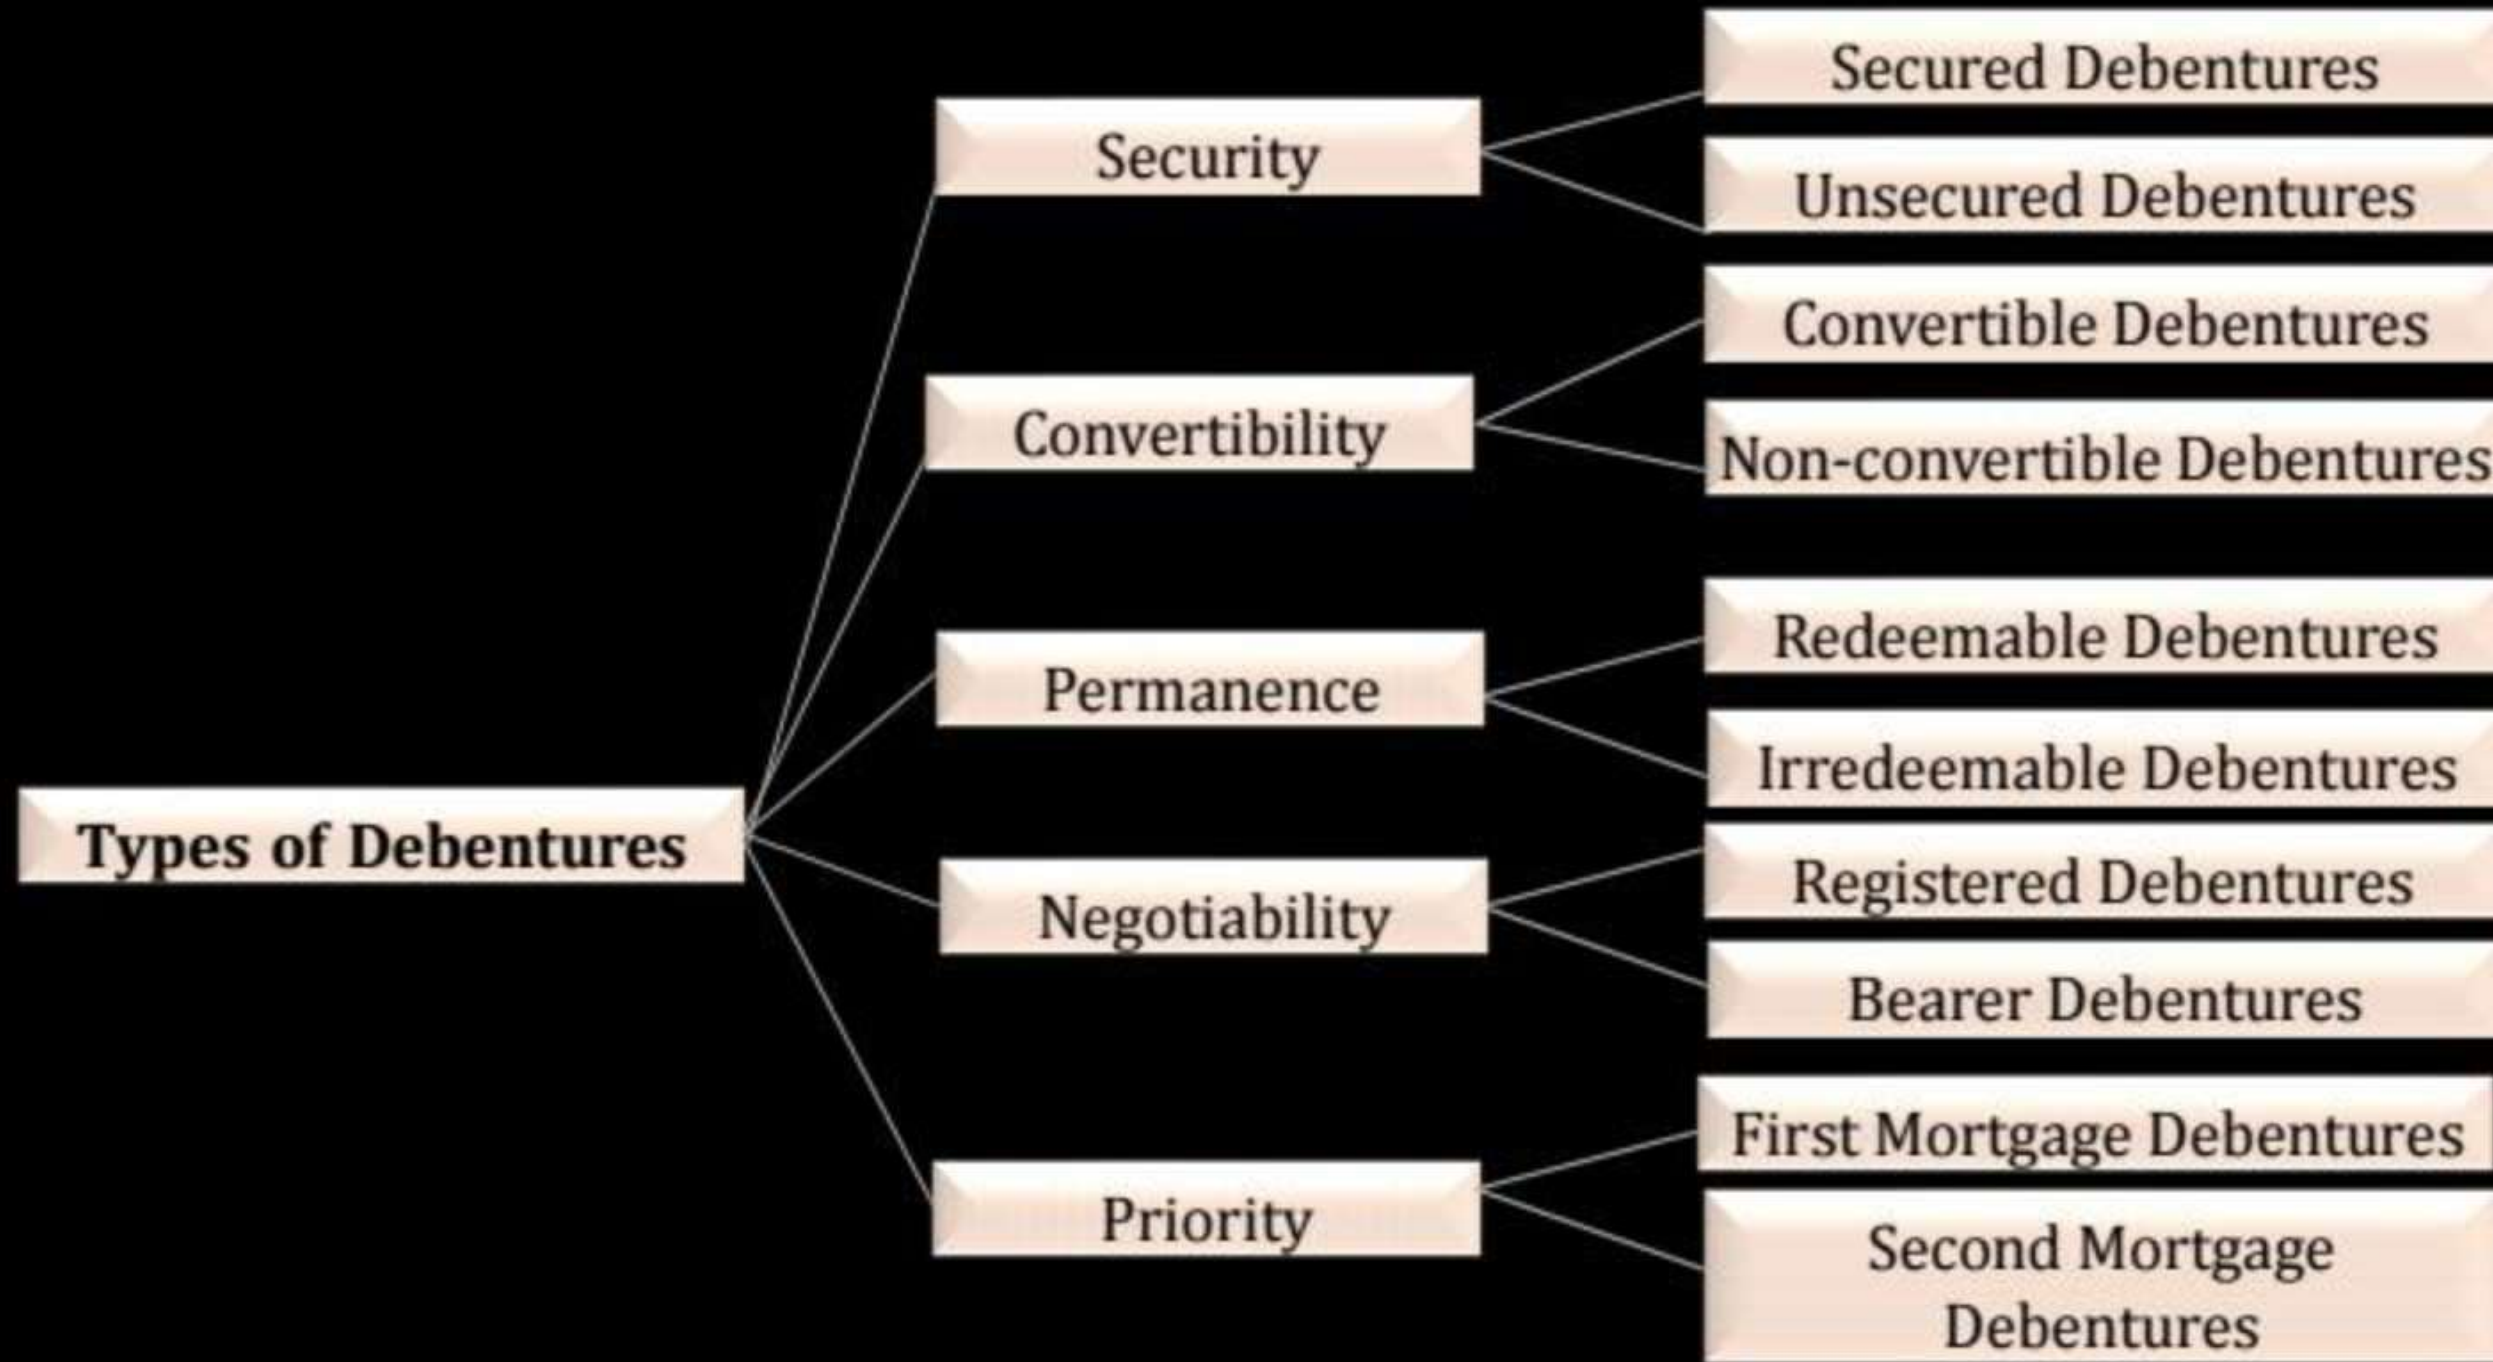 Types of Debentures
Security
Secured Debentures
Unsecured Debentures
Convertibility
Convertible Debentures
Non-convertible Debentures
Permanence
Redeemable Debentures
Irredeemable Debentures
Negotiability
Registered Debentures
Bearer Debentures
Priority
First Mortgage Debentures
Second Mortgage
Debentures